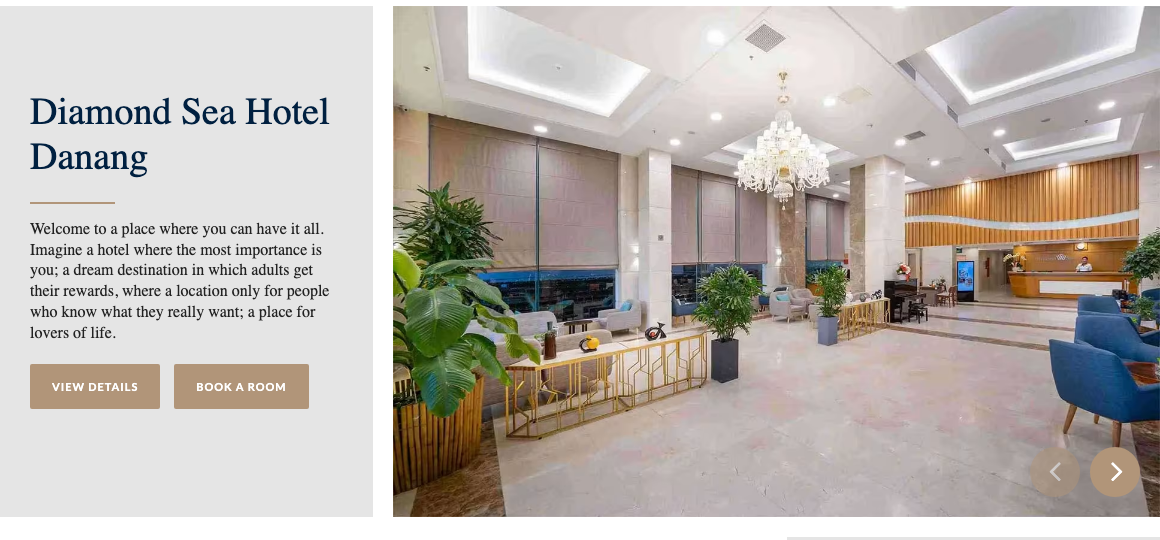 Diamond Sea Hotel
Danang
Welcome to a place where you can have it all.
Imagine a hotel where the most importance is
you; a dream destination in which adults get
their rewards, where a location only for people
who know what they really want; a place for
lovers of life.
VIEW DETAILS
BOOK A ROOM